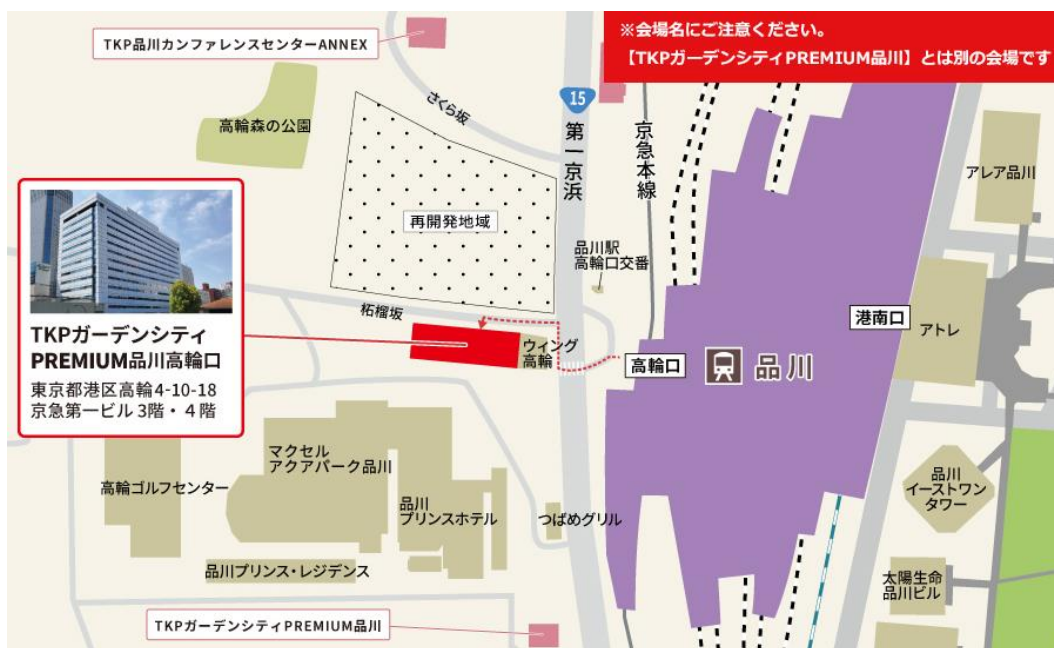 ※会場名にご注意ください。
【TKPガーデンシティPREMIUM品川】とは別の会場です
TKP品川カンファレンスセンターANNEX
さくら坂
15
第一京浜
京急本線
高輪森の公園
アレア品川
再開発地域
品川駅
高輪口交番
柘榴坂
TKPガーデンシティ
PREMIUM品川高輪口
東京都港区高輪4-10-18
京急第一ビル 3階・4階
ウィング
高輪
高輪口
品川
港南口
アトレ
マクセル
アクアパーク品川
高輪ゴルフセンター
品川
プリンスホテル
つばめグリル
品川
イーストワン
タワー
品川プリンス・レジデンス
太陽生命
品川ビル
TKPガーデンシティPREMIUM品川